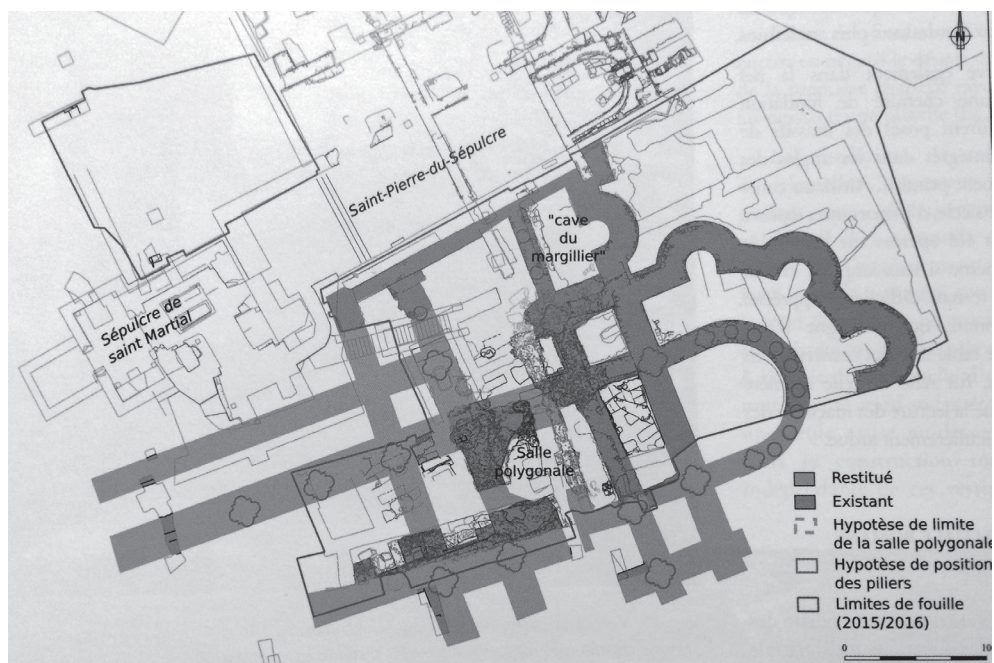 N
Saint-Pierre-du-Sépulcre
"cave
du
margillier"
Sépulcre de
saint Martial
Salle
polygonale
Restitué
Existant
Hypothèse de limite
de la salle polygonale
Hypothèse de position
des piliers
Limites de fouille
(2015/2016)
0